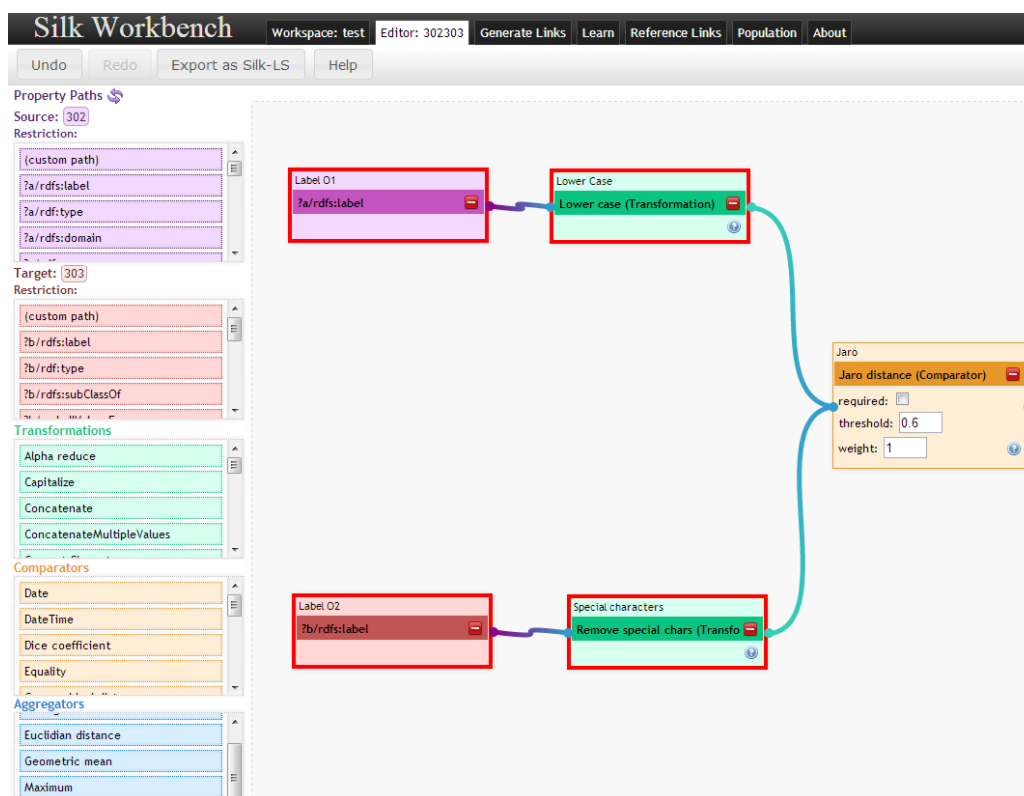 Silk Workbench
Workspace: test
Editor: 302303
Generate Links
Learn
Reference Links
Population
About
Undo
Redo
Export as Silk-LS
Help
Property Paths
Source: 302
Restriction:
(custom path)
?a/rdfs:label
?a/rdf:type
?a/rdfs:domain
Target: 303
Restriction:
(custom path)
?b/rdfs:label
?b/rdf:type
?b/rdfs:subClassOf
Transformations
Alpha reduce
Capitalize
Concatenate
ConcatenateMultipleValues
Comparators
Date
DateTime
Dice coefficient
Equality
Aggregators
Euclidian distance
Geometric mean
Maximum
Label O1
?a/rdfs:label
Lower Case
Lower case (Transformation)
Jaro
Jaro distance (Comparator)
required:
threshold: 0.6
weight: 1
Label O2
?b/rdfs:label
Special characters
Remove special chars (Transfo